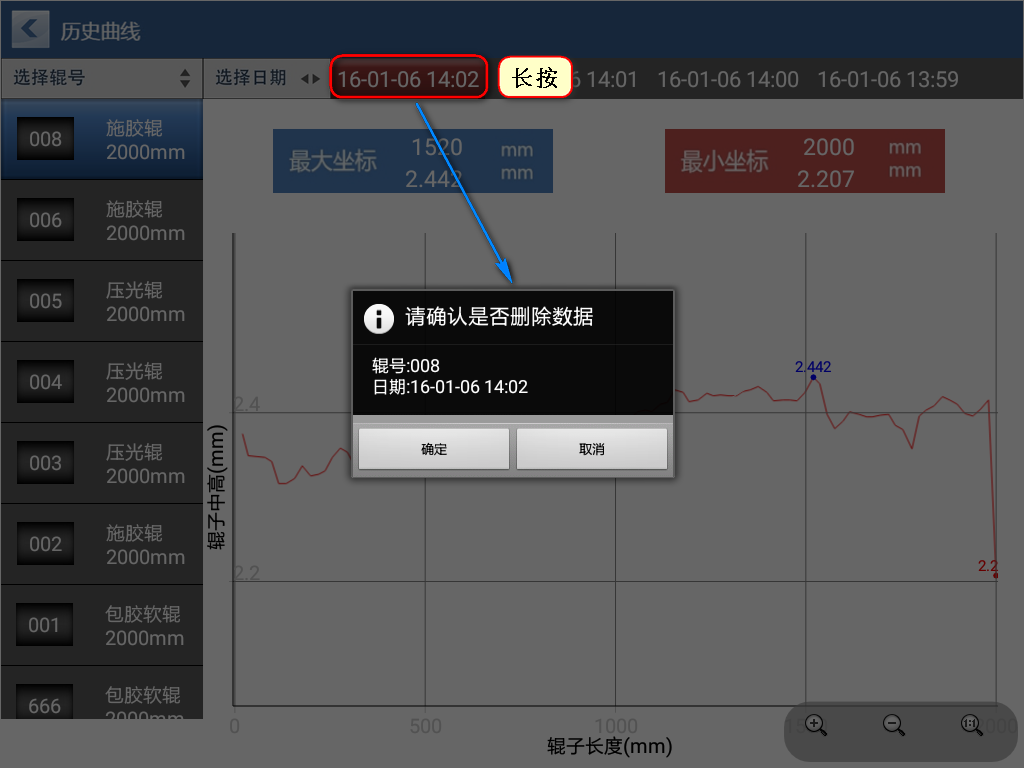 历史曲线
选择辊号
选择日期
16-01-06 14:02
长按
6 14:01
16-01-06 14:00
16-01-06 13:59
008
施胶辊
2000mm
006
施胶辊
2000mm
005
压光辊
2000mm
004
压光辊
2000mm
003
压光辊
2000mm
002
施胶辊
2000mm
001
包胶软辊
2000mm
666
包胶软辊
2000mm
最大坐标
1520 mm
2.442 mm
最小坐标
2000 mm
2.207 mm
请确认是否删除数据
辊号:008
日期:16-01-06 14:02
确定
取消
2.442
2.4
辊子中高(mm)
2.2
2.2
0
500
1000
15
2000
辊子长度(mm)
1:1